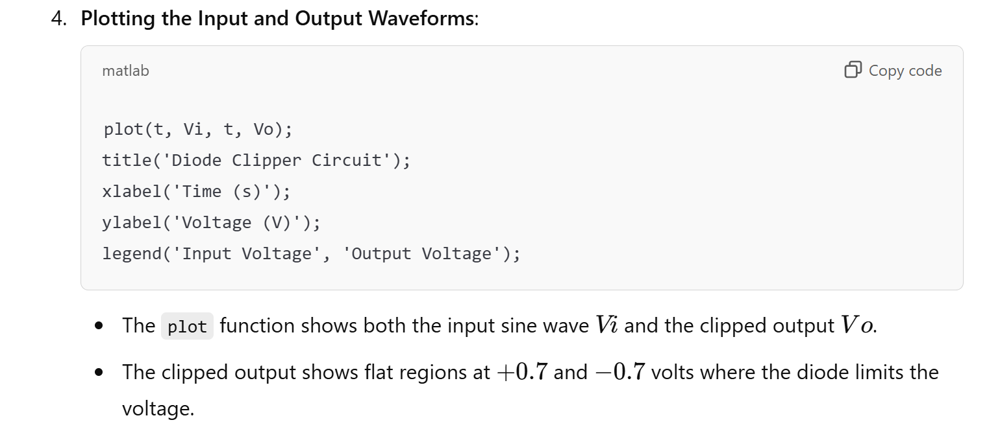 4. Plotting the Input and Output Waveforms:
matlab
Copy code
plot(t, Vi, t, Vo);
title('Diode Clipper Circuit');
xlabel('Time (s)');
ylabel('Voltage (V)');
legend('Input Voltage', 'Output Voltage');
• The plot function shows both the input sine wave Vi and the clipped output Vo.
• The clipped output shows flat regions at +0.7 and −0.7 volts where the diode limits the
voltage.